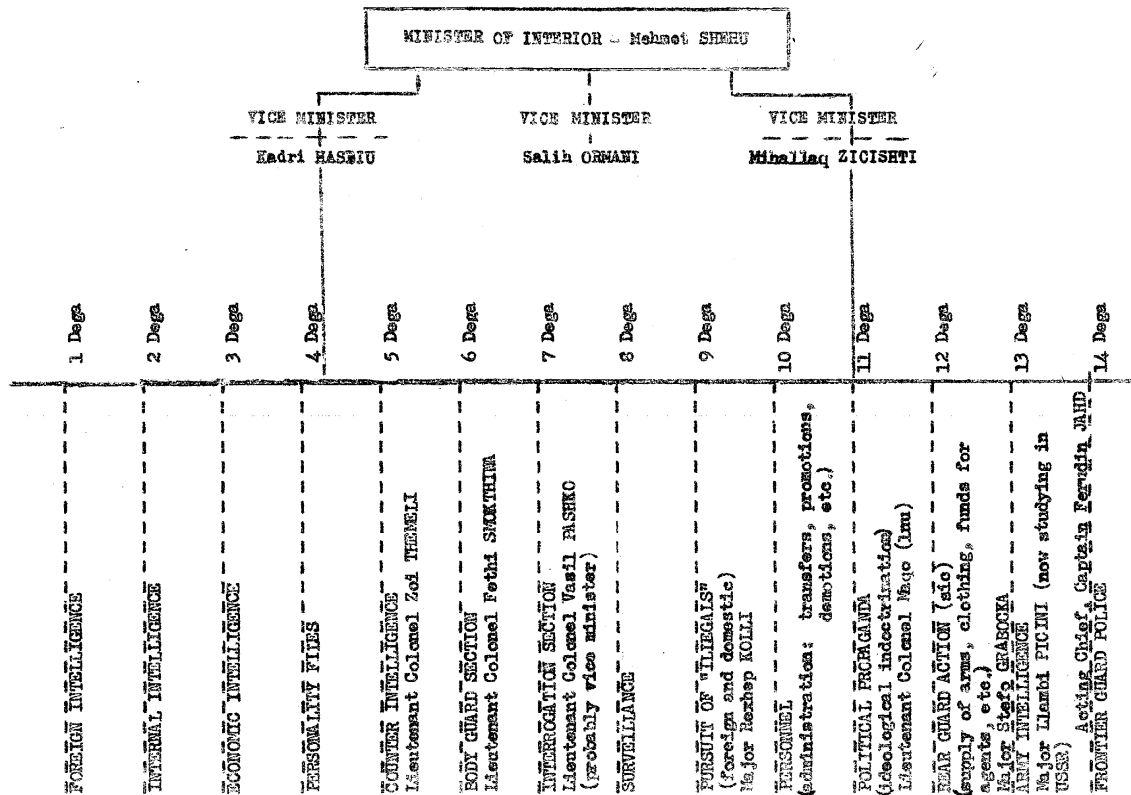 MINISTER OF INTERIOR - Mehmet SHEHU
VICE MINISTER
Kadri HASBIU
VICE MINISTER
Salih ORMANI
VICE MINISTER
Mihallaq ZICISHTI
1 Dega
FOREIGN INTELLIGENCE
2 Dega
INTERNAL INTELLIGENCE
3 Dega
ECONOMIC INTELLIGENCE
4 Dega
PERSONALITY FILES
5 Dega
COUNTER INTELLIGENCE
Lieutenant Colonel Zoi THEMELI
6 Dega
BODY GUARD SECTION
Lieutenant Colonel Fethi SMOKTHINA
7 Dega
INTERROGATION SECTION
Lieutenant Colonel Vasil PASHKO
(probably vice minister)
8 Dega
SURVEILLANCE
9 Dega
PURSUIT OF "ILLEGALS"
(foreign and domestic)
Major Rexhep KOLLI
10 Dega
PERSONNEL
(administration: transfers, promotions,
demotions, etc.)
11 Dega
POLITICAL PROPAGANDA
(ideological indoctrination)
Lieutenant Colonel Maqo (lnu)
12 Dega
REAR GUARD ACTION (sic)
(supply of arms, clothing, funds for
agents, etc.)
Major Stefo GRABOCKA
13 Dega
ARMY INTELLIGENCE
Major Llambi PICINI (now studying in
USSR)
Acting Chief, Captain Ferudin JAHD
14 Dega
FRONTIER GUARD POLICE